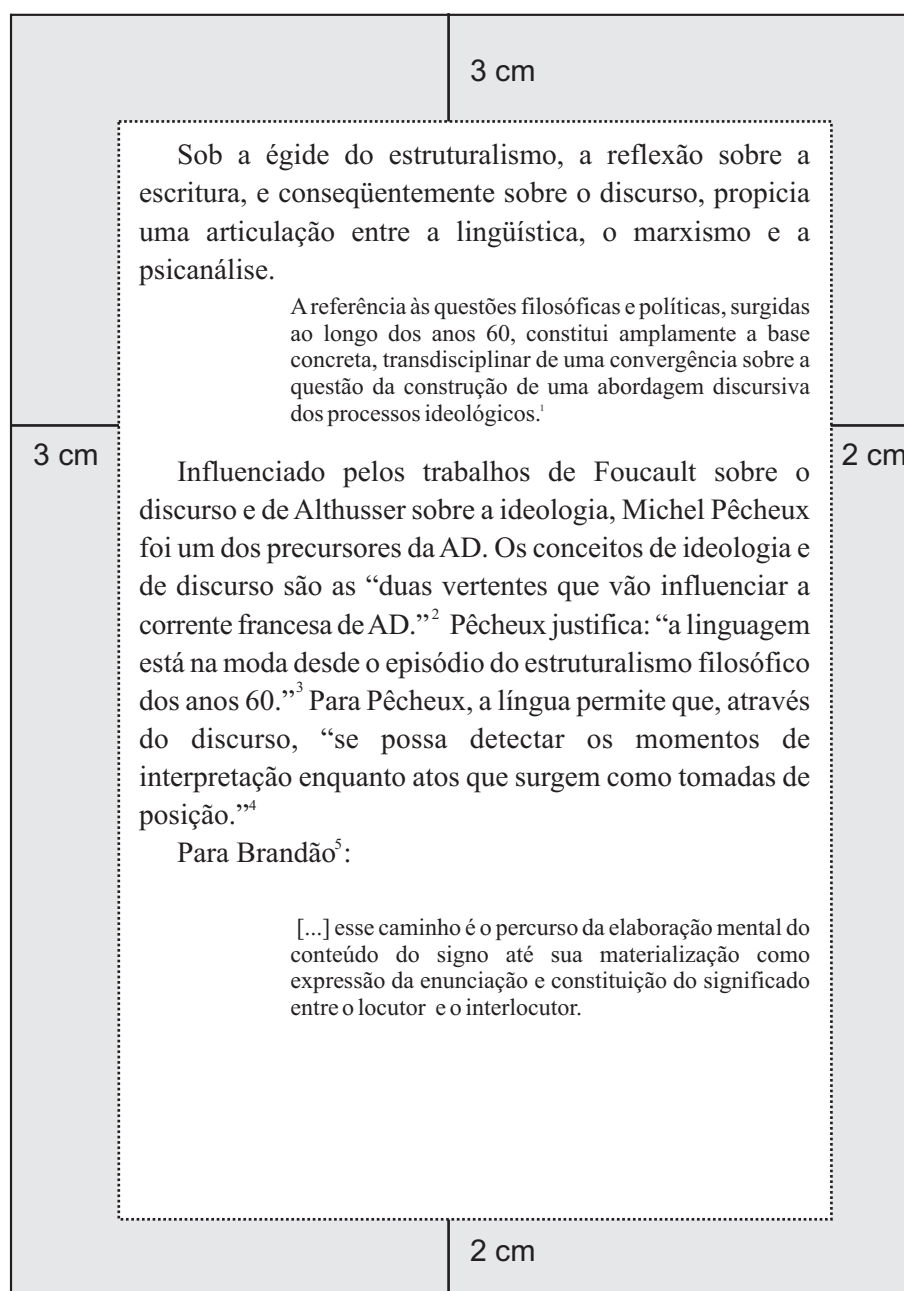 3 cm
Sob a égide do estruturalismo, a reflexão sobre a
escritura, e conseqüentemente sobre o discurso, propicia
uma articulação entre a lingüística, o marxismo e a
psicanálise.
A referência às questões filosóficas e políticas, surgidas
ao longo dos anos 60, constitui amplamente a base
concreta, transdisciplinar de uma convergência sobre a
questão da construção de uma abordagem discursiva
dos processos ideológicos.¹
3 cm
2 cm
Influenciado pelos trabalhos de Foucault sobre o
discurso e de Althusser sobre a ideologia, Michel Pêcheux
foi um dos precursores da AD. Os conceitos de ideologia e
de discurso são as “duas vertentes que vão influenciar a
corrente francesa de AD.”² Pêcheux justifica: “a linguagem
está na moda desde o episódio do estruturalismo filosófico
dos anos 60.”³ Para Pêcheux, a língua permite que, através
do discurso, “se possa detectar os momentos de
interpretação enquanto atos que surgem como tomadas de
posição.”⁴
Para Brandão⁵:
[...] esse caminho é o percurso da elaboração mental do
conteúdo do signo até sua materialização como
expressão da enunciação e constituição do significado
entre o locutor e o interlocutor.
2 cm